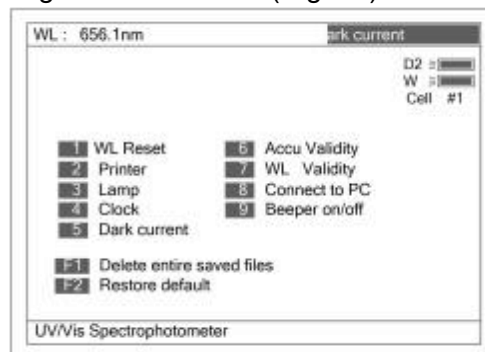 WL : 656.1nm
ark current
D2
W
Cell #1
1 WL Reset
2 Printer
3 Lamp
4 Clock
5 Dark current
6 Accu Validity
7 WL Validity
8 Connect to PC
9 Beeper on/off
F1 Delete entire saved files
F2 Restore default
UV/Vis Spectrophotometer